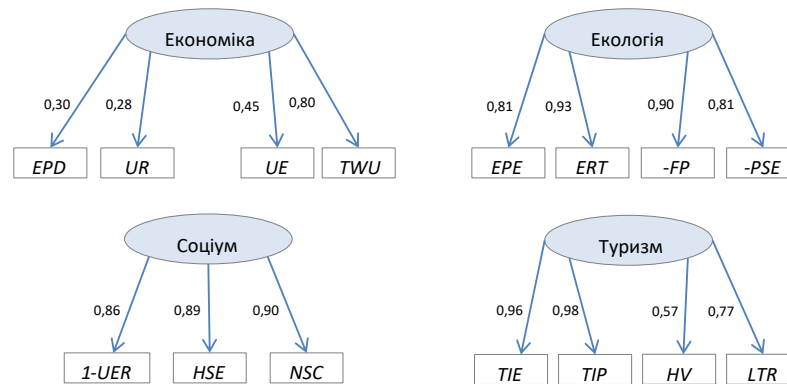 Економіка
0,30
0,28
0,45
0,80
EPD
UR
UE
TWU
Екологія
0,81
0,93
0,90
0,81
EPE
ERT
-FP
-PSE
Соціум
0,86
0,89
0,90
1-UER
HSE
NSC
Туризм
0,96
0,98
0,57
0,77
TIE
TIP
HV
LTR